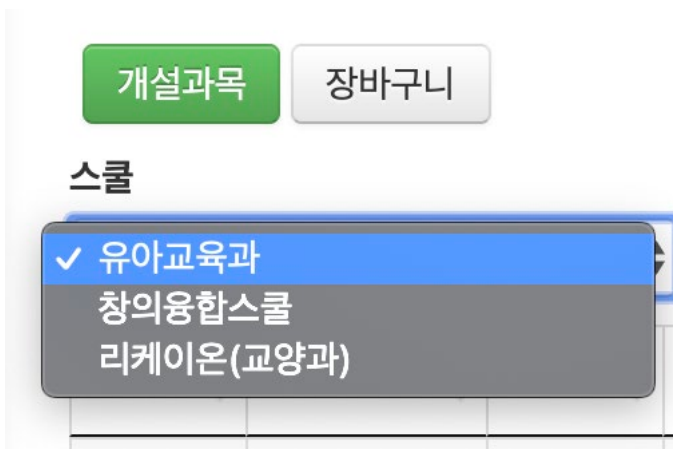 개설과목 장바구니
스쿨
✓ 유아교육과
창의융합스쿨
리케이온(교양과)